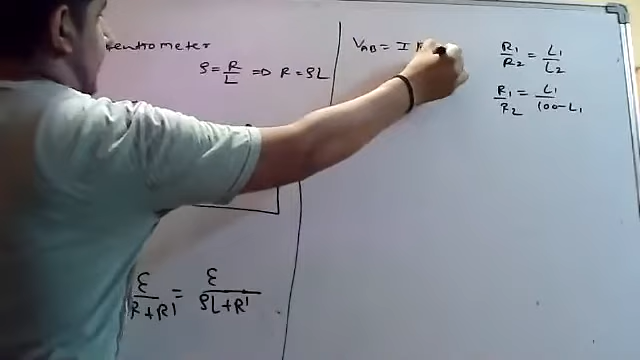 entiometer
ρ = R/L ⇒ R = ρL
ε/(R+R') = ε/(ρL+R')
V_AB = I
R₁/R₂ = L₁/L₂
R₁/R₂ = L₁/(100-L₁)